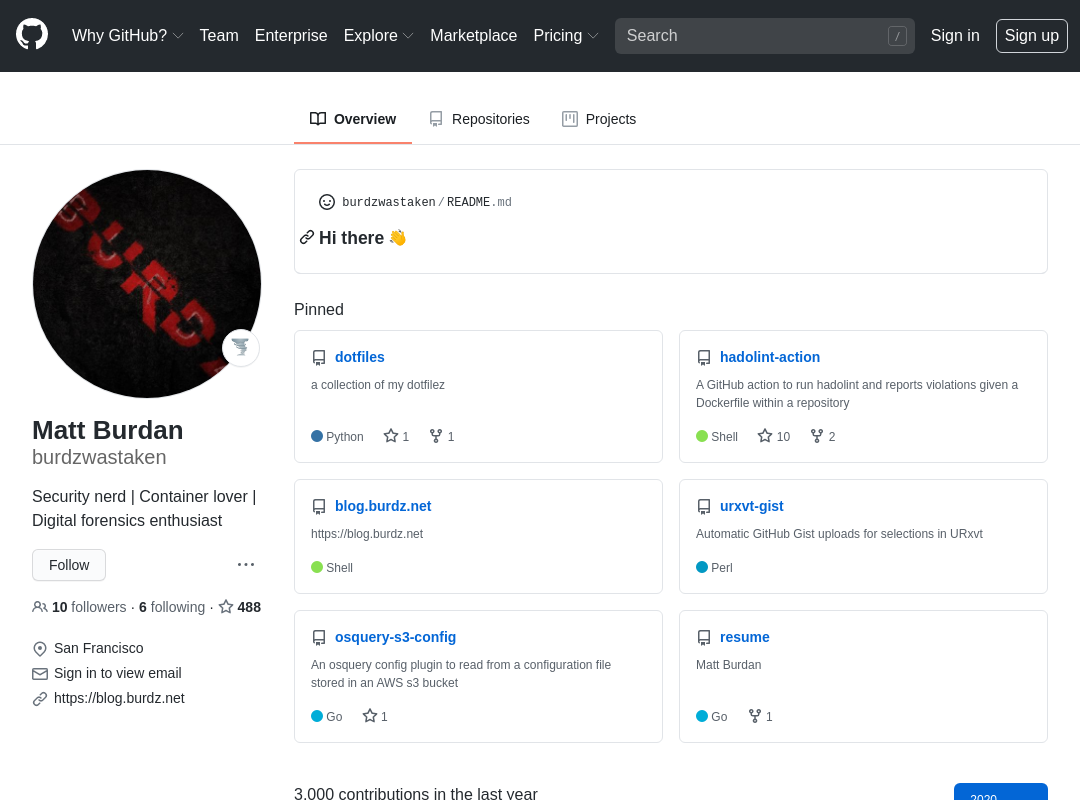 Why GitHub? Team Enterprise Explore Marketplace Pricing Search / Sign in Sign up
Overview Repositories Projects
BURD
burdzwastaken/README.md
Hi there 👋
Pinned
dotfiles
a collection of my dotfilez
Python 1 1
hadolint-action
A GitHub action to run hadolint and reports violations given a
Dockerfile within a repository
Shell 10 2
Matt Burdan
burdzwastaken
Security nerd | Container lover |
Digital forensics enthusiast
Follow ...
10 followers · 6 following · 488
San Francisco
Sign in to view email
https://blog.burdz.net
blog.burdz.net
https://blog.burdz.net
Shell
urxvt-gist
Automatic GitHub Gist uploads for selections in URxvt
Perl
osquery-s3-config
An osquery config plugin to read from a configuration file
stored in an AWS s3 bucket
Go 1
resume
Matt Burdan
Go 1
3,000 contributions in the last year
2020